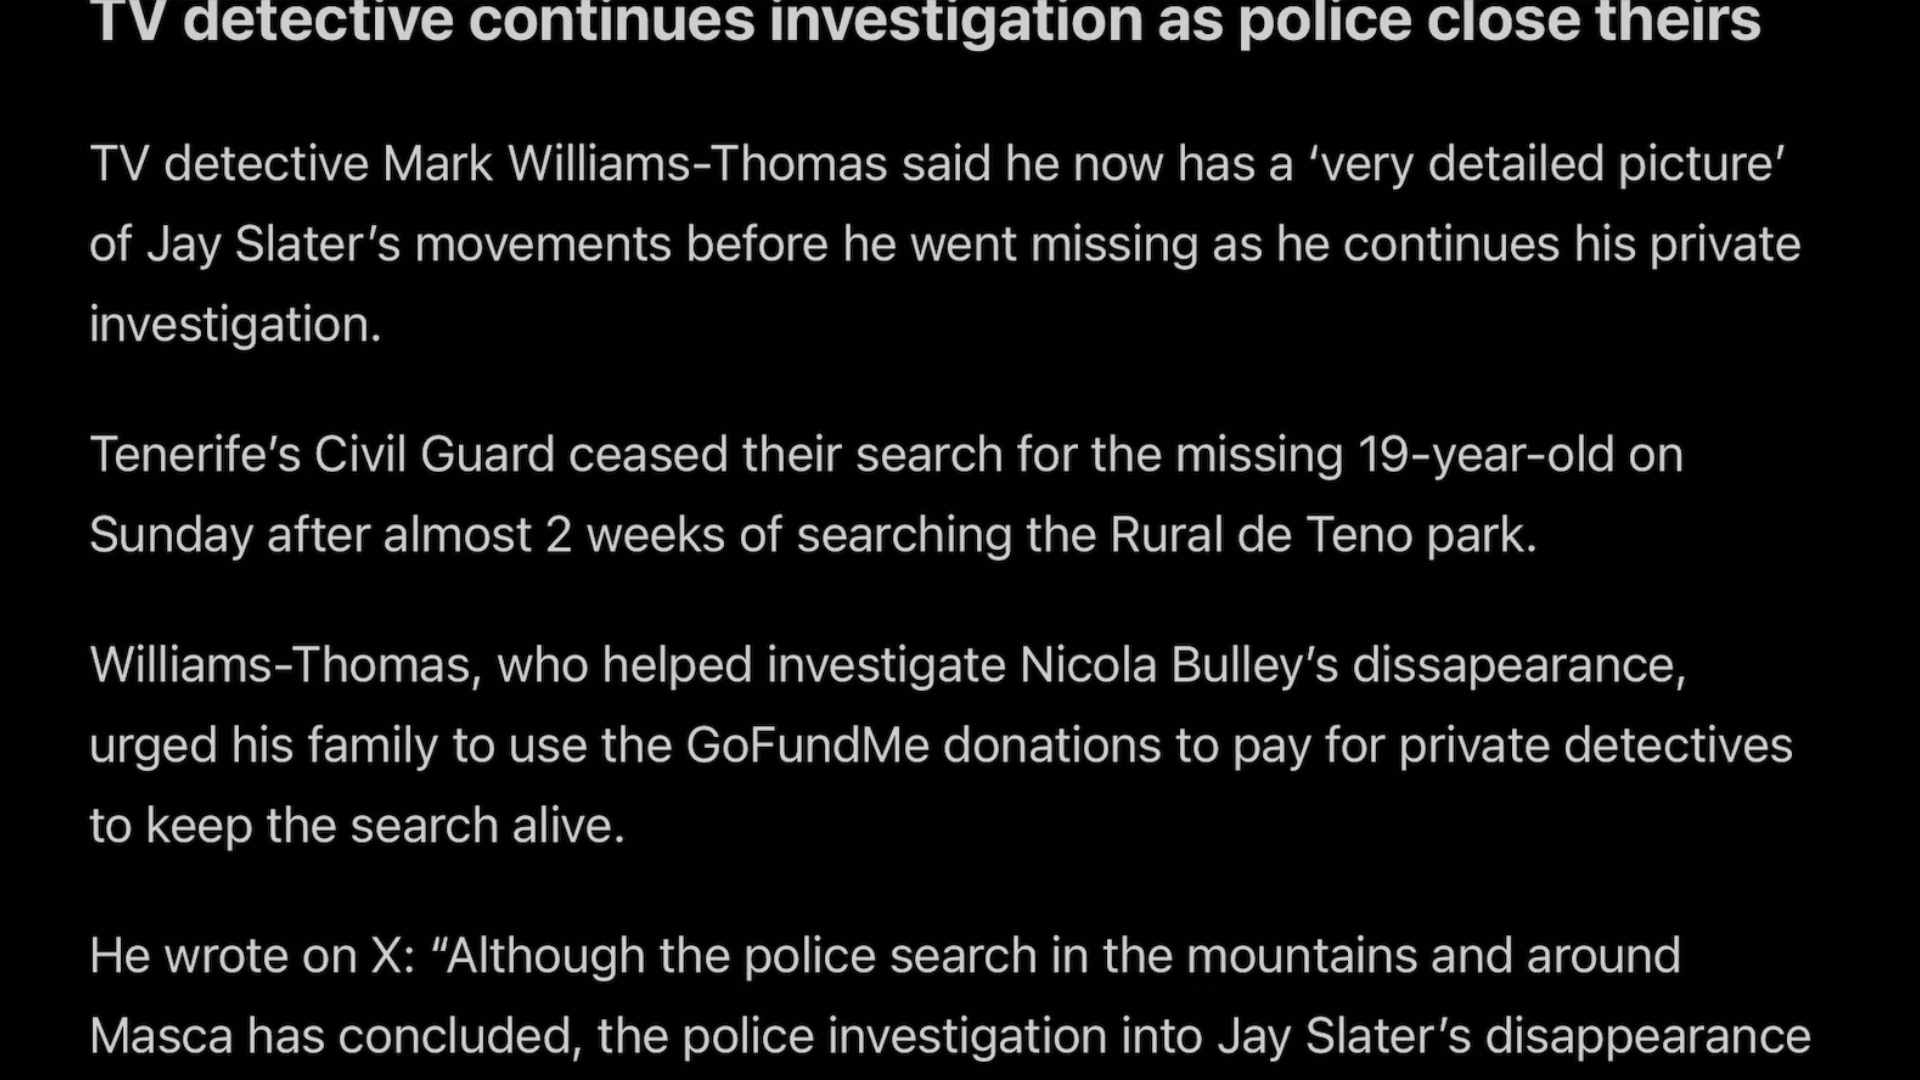 TV detective continues investigation as police close theirs
TV detective Mark Williams-Thomas said he now has a ‘very detailed picture’
of Jay Slater’s movements before he went missing as he continues his private
investigation.
Tenerife’s Civil Guard ceased their search for the missing 19-year-old on
Sunday after almost 2 weeks of searching the Rural de Teno park.
Williams-Thomas, who helped investigate Nicola Bulley’s dissapearance,
urged his family to use the GoFundMe donations to pay for private detectives
to keep the search alive.
He wrote on X: “Although the police search in the mountains and around
Masca has concluded, the police investigation into Jay Slater’s disappearance